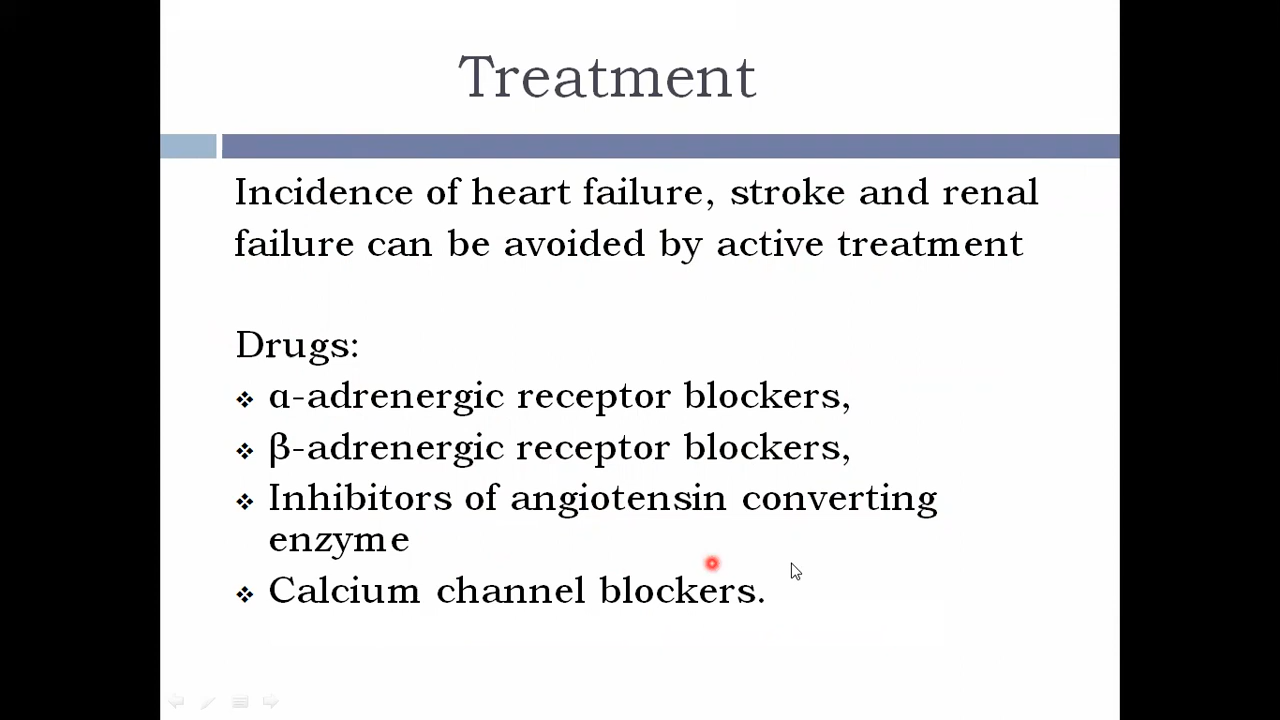 Treatment
Incidence of heart failure, stroke and renal
failure can be avoided by active treatment
Drugs:
❖ α-adrenergic receptor blockers,
❖ β-adrenergic receptor blockers,
❖ Inhibitors of angiotensin converting
enzyme
❖ Calcium channel blockers.